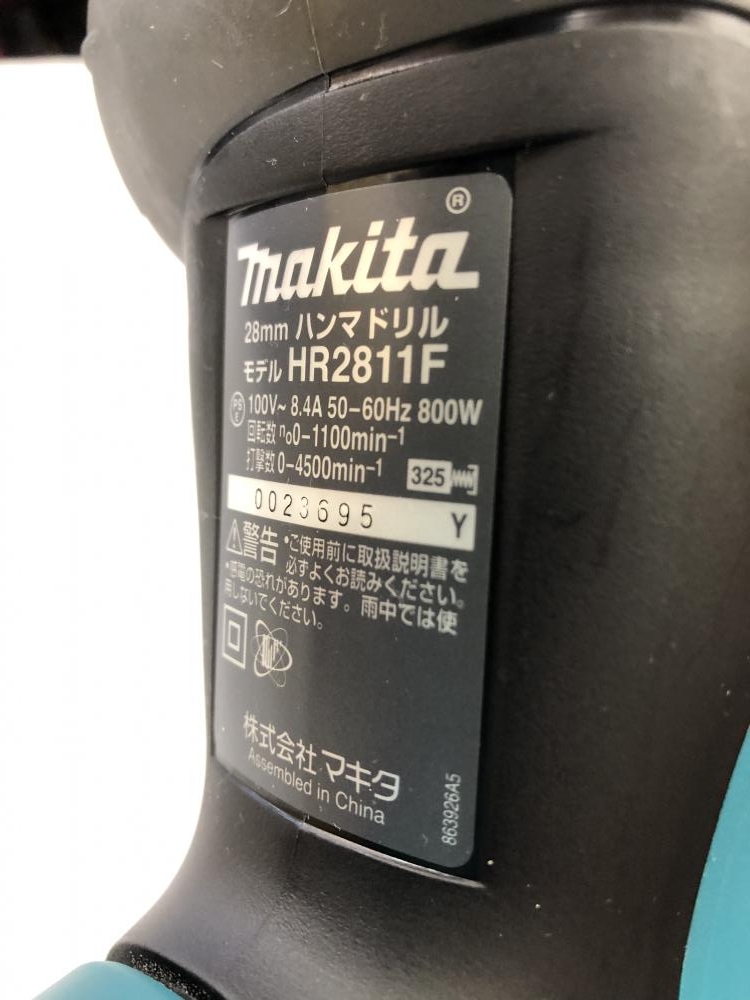 ®
makita
28mm ハンマドリル
モデル HR2811F
PS E 100V~ 8.4A 50-60Hz 800W
回転数 n₀0-1100min⁻¹
打撃数 0-4500min⁻¹ 325
0023695 Y
警告 •ご使用前に取扱説明書を
必ずよくお読みください。
•感電の恐れがあります。雨中では使
用しないでください。
株式会社マキタ
Assembled in China
863926A5